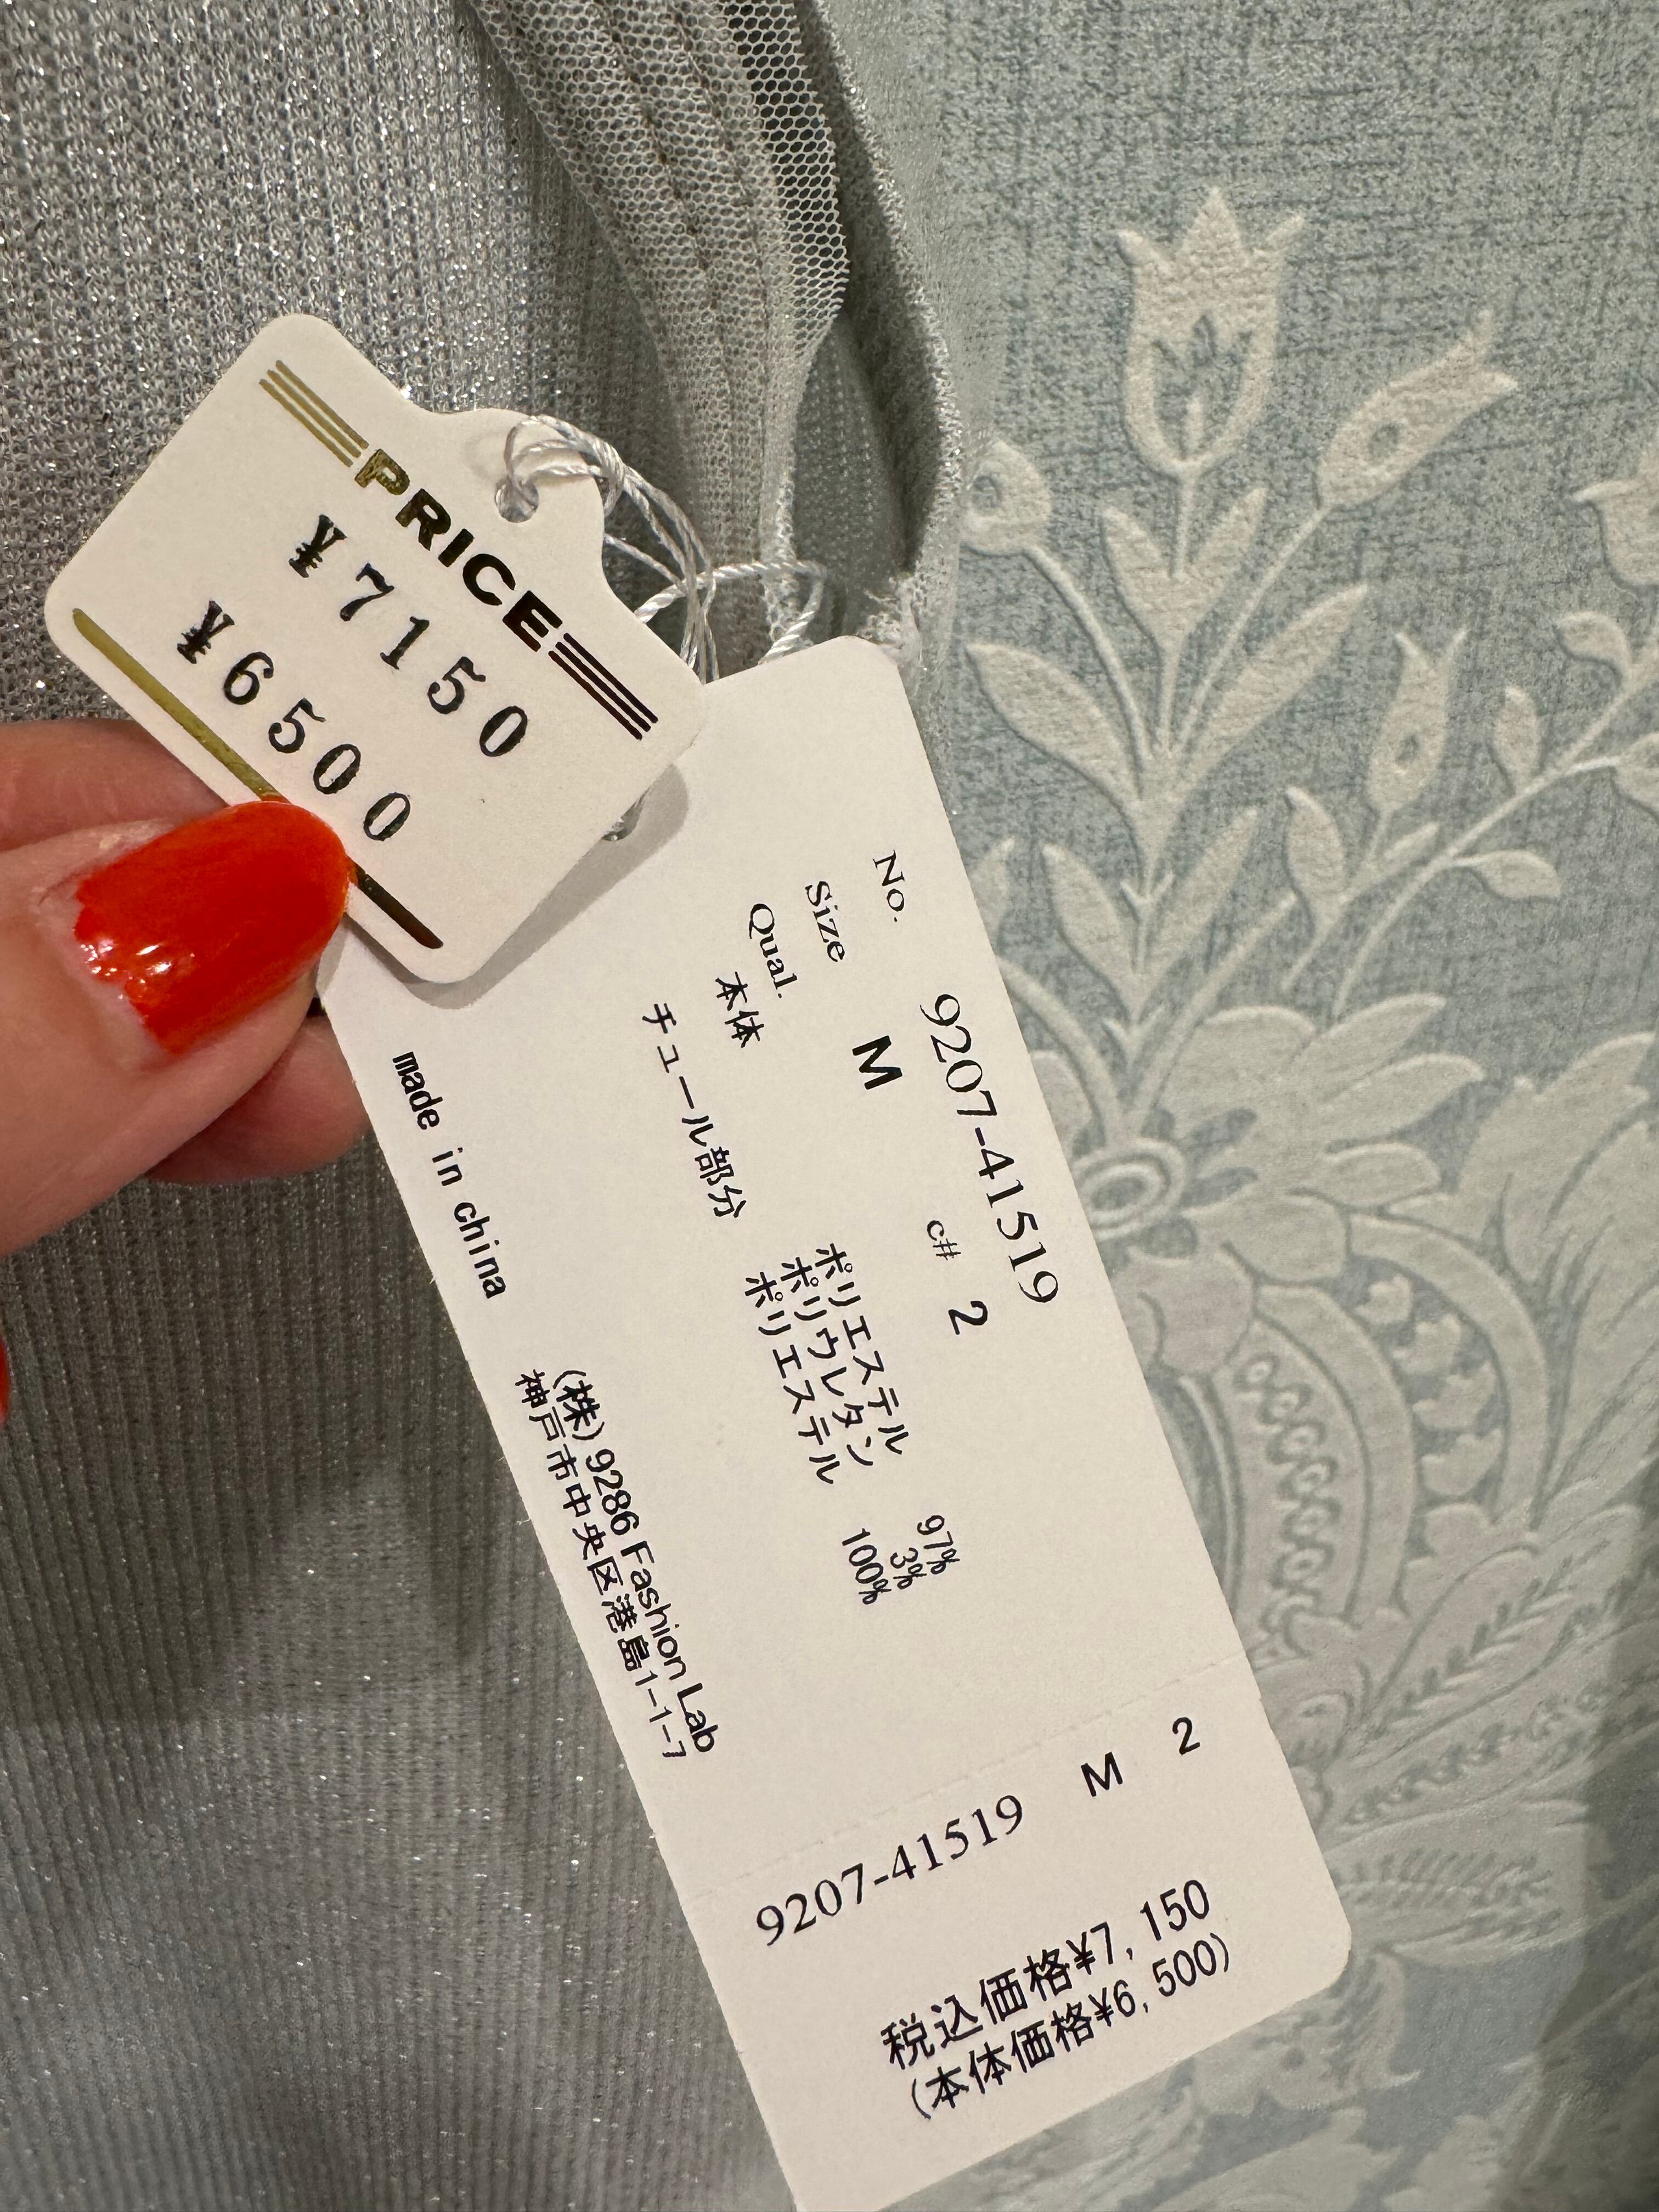 PRICE
¥7150
¥6500
No. 9207-41519
Size M c# 2
Qual.
本体 ポリエステル 97%
ポリウレタン 3%
チュール部分 ポリエステル 100%
made in china
(株) 9286 Fashion Lab
神戸市中央区港島1-1-7
9207-41519 M 2
税込価格¥7,150
(本体価格¥6,500)